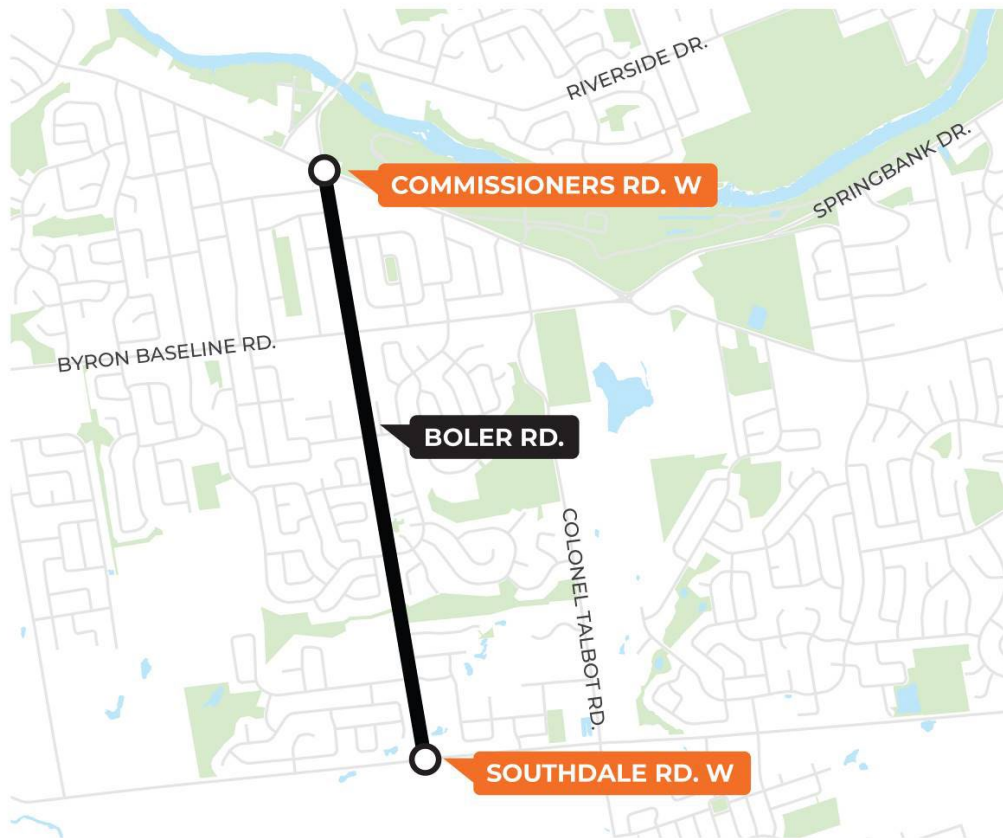 RIVERSIDE DR.
COMMISSIONERS RD. W
SPRINGBANK DR.
BYRON BASELINE RD.
BOLER RD.
COLONEL TALBOT RD.
SOUTHDALE RD. W